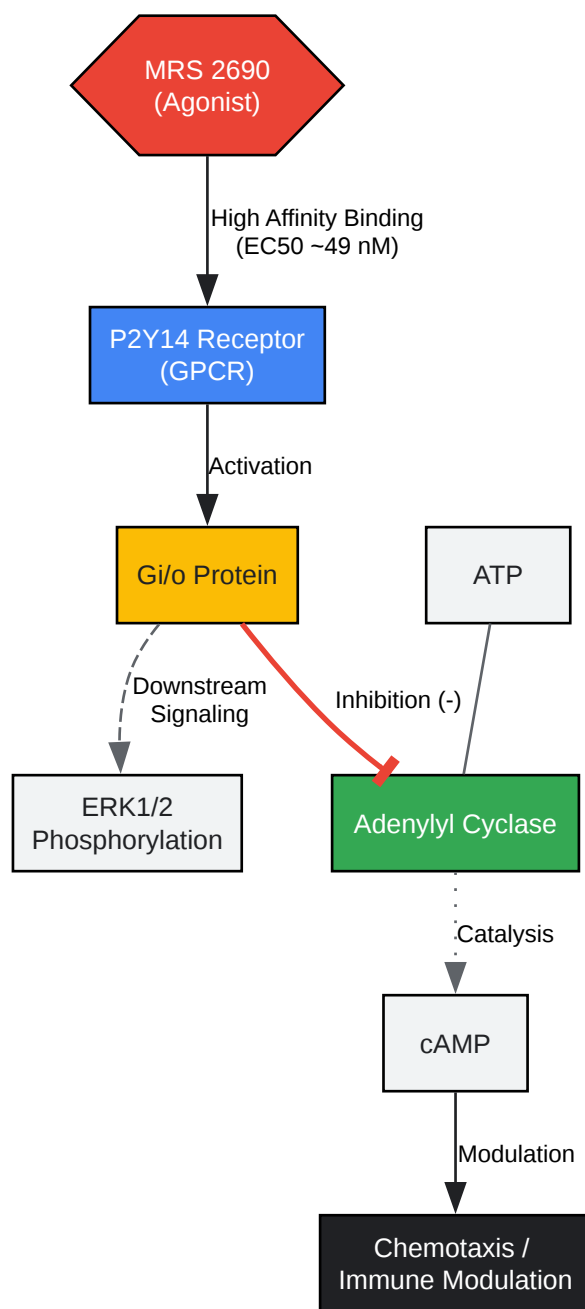 MRS 2690
(Agonist)
High Affinity Binding
(EC50 ~49 nM)
P2Y14 Receptor
(GPCR)
Activation
Gi/o Protein
ATP
Downstream
Signaling
Inhibition (-)
ERK1/2
Phosphorylation
Adenylyl Cyclase
Catalysis
cAMP
Modulation
Chemotaxis /
Immune Modulation